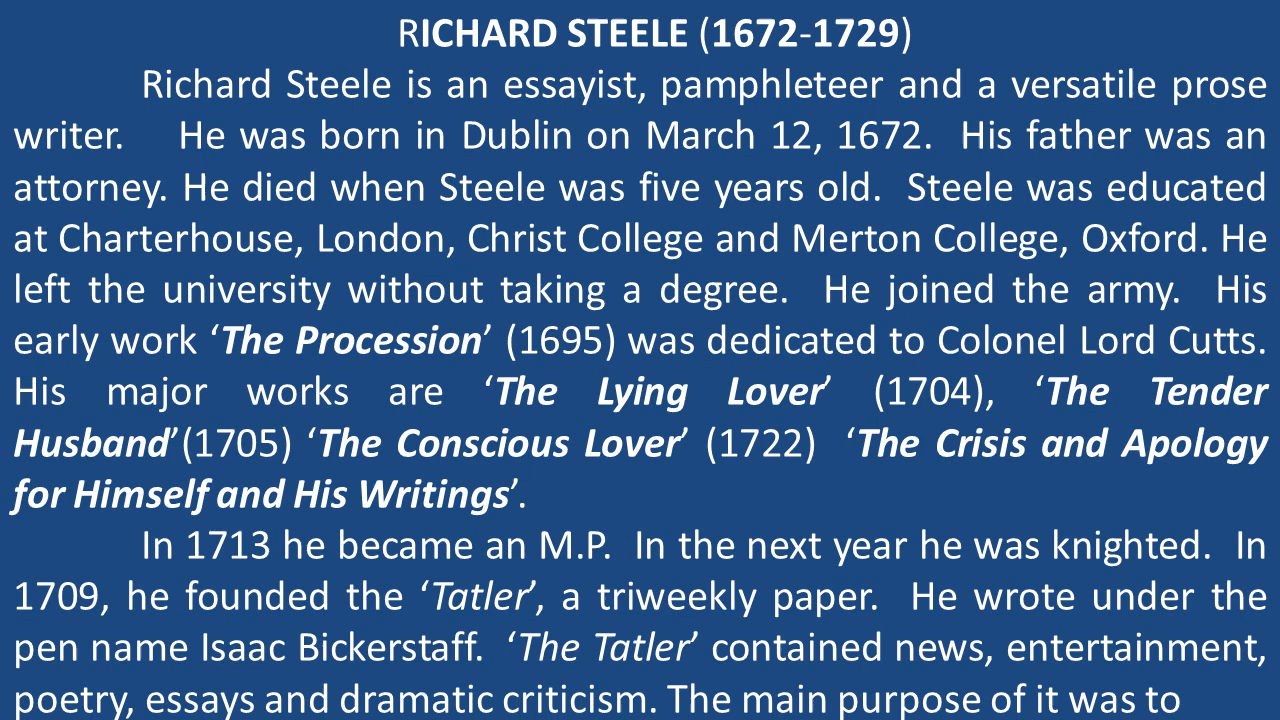 RICHARD STEELE (1672-1729)
Richard Steele is an essayist, pamphleteer and a versatile prose
writer. He was born in Dublin on March 12, 1672. His father was an
attorney. He died when Steele was five years old. Steele was educated
at Charterhouse, London, Christ College and Merton College, Oxford. He
left the university without taking a degree. He joined the army. His
early work ‘The Procession’ (1695) was dedicated to Colonel Lord Cutts.
His major works are ‘The Lying Lover’ (1704), ‘The Tender
Husband’(1705) ‘The Conscious Lover’ (1722) ‘The Crisis and Apology
for Himself and His Writings’.
In 1713 he became an M.P. In the next year he was knighted. In
1709, he founded the ‘Tatler’, a triweekly paper. He wrote under the
pen name Isaac Bickerstaff. ‘The Tatler’ contained news, entertainment,
poetry, essays and dramatic criticism. The main purpose of it was to